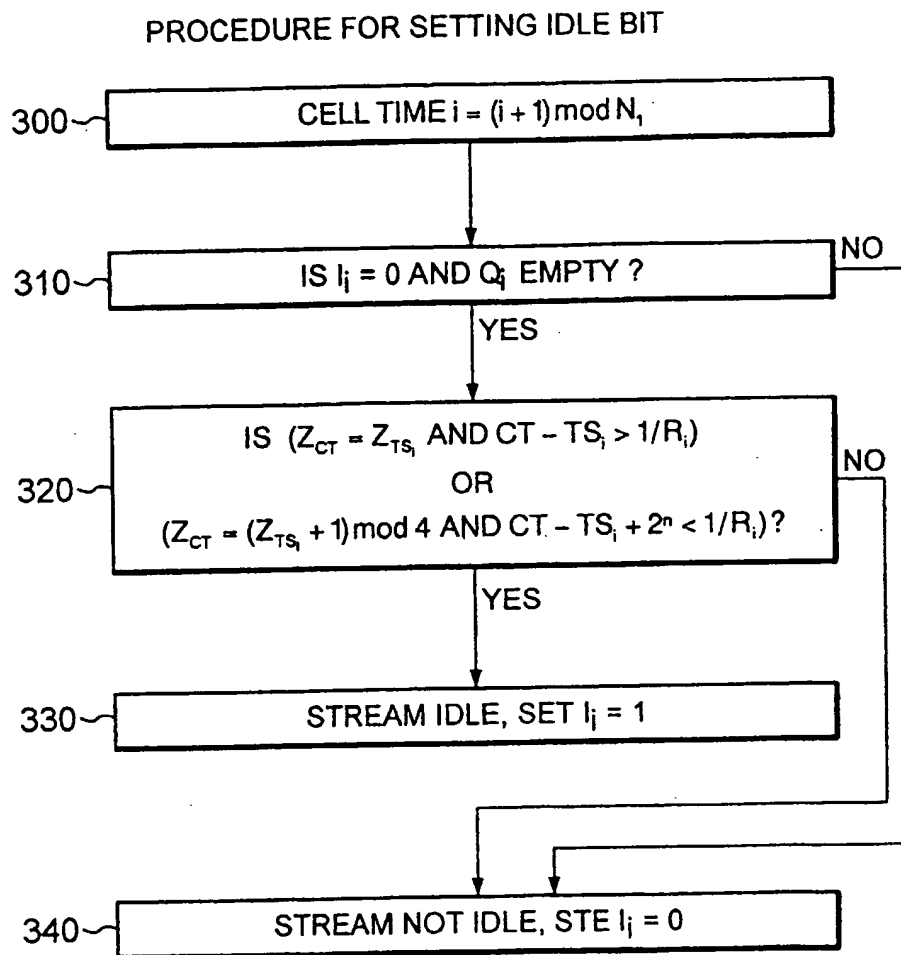 PROCEDURE FOR SETTING IDLE BIT
300
CELL TIME i = (i + 1) mod N₁
310
IS Iᵢ = 0 AND Qᵢ EMPTY ?
NO
YES
320
IS (Z_CT = Z_TSᵢ AND CT – TSᵢ > 1/Rᵢ)
OR
(Z_CT = (Z_TSᵢ + 1) mod 4 AND CT – TSᵢ + 2ⁿ < 1/Rᵢ) ?
NO
YES
330
STREAM IDLE, SET Iᵢ = 1
340
STREAM NOT IDLE, STE Iᵢ = 0